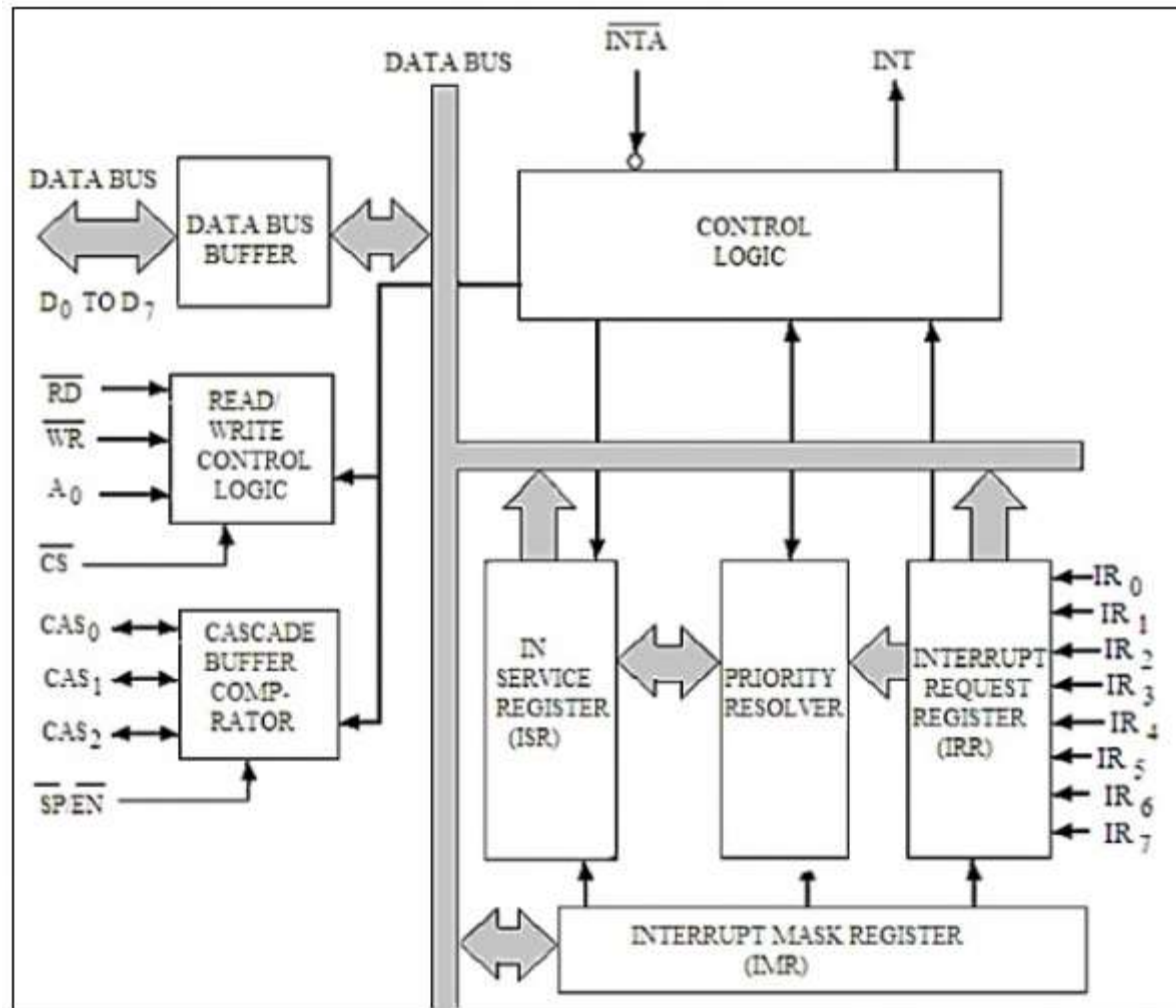 INTA
INT
DATA BUS
DATA BUS
DATA BUS
BUFFER
D0 TO D7
CONTROL
LOGIC
RD
WR
A0
CS
READ/
WRITE
CONTROL
LOGIC
CAS0
CAS1
CAS2
SP/EN
CASCADE
BUFFER
COMP-
RATOR
IN
SERVICE
REGISTER
(ISR)
PRIORITY
RESOLVER
INTERRUPT
REQUEST
REGISTER
(IRR)
IR0
IR1
IR2
IR3
IR4
IR5
IR6
IR7
INTERRUPT MASK REGISTER
(IMR)